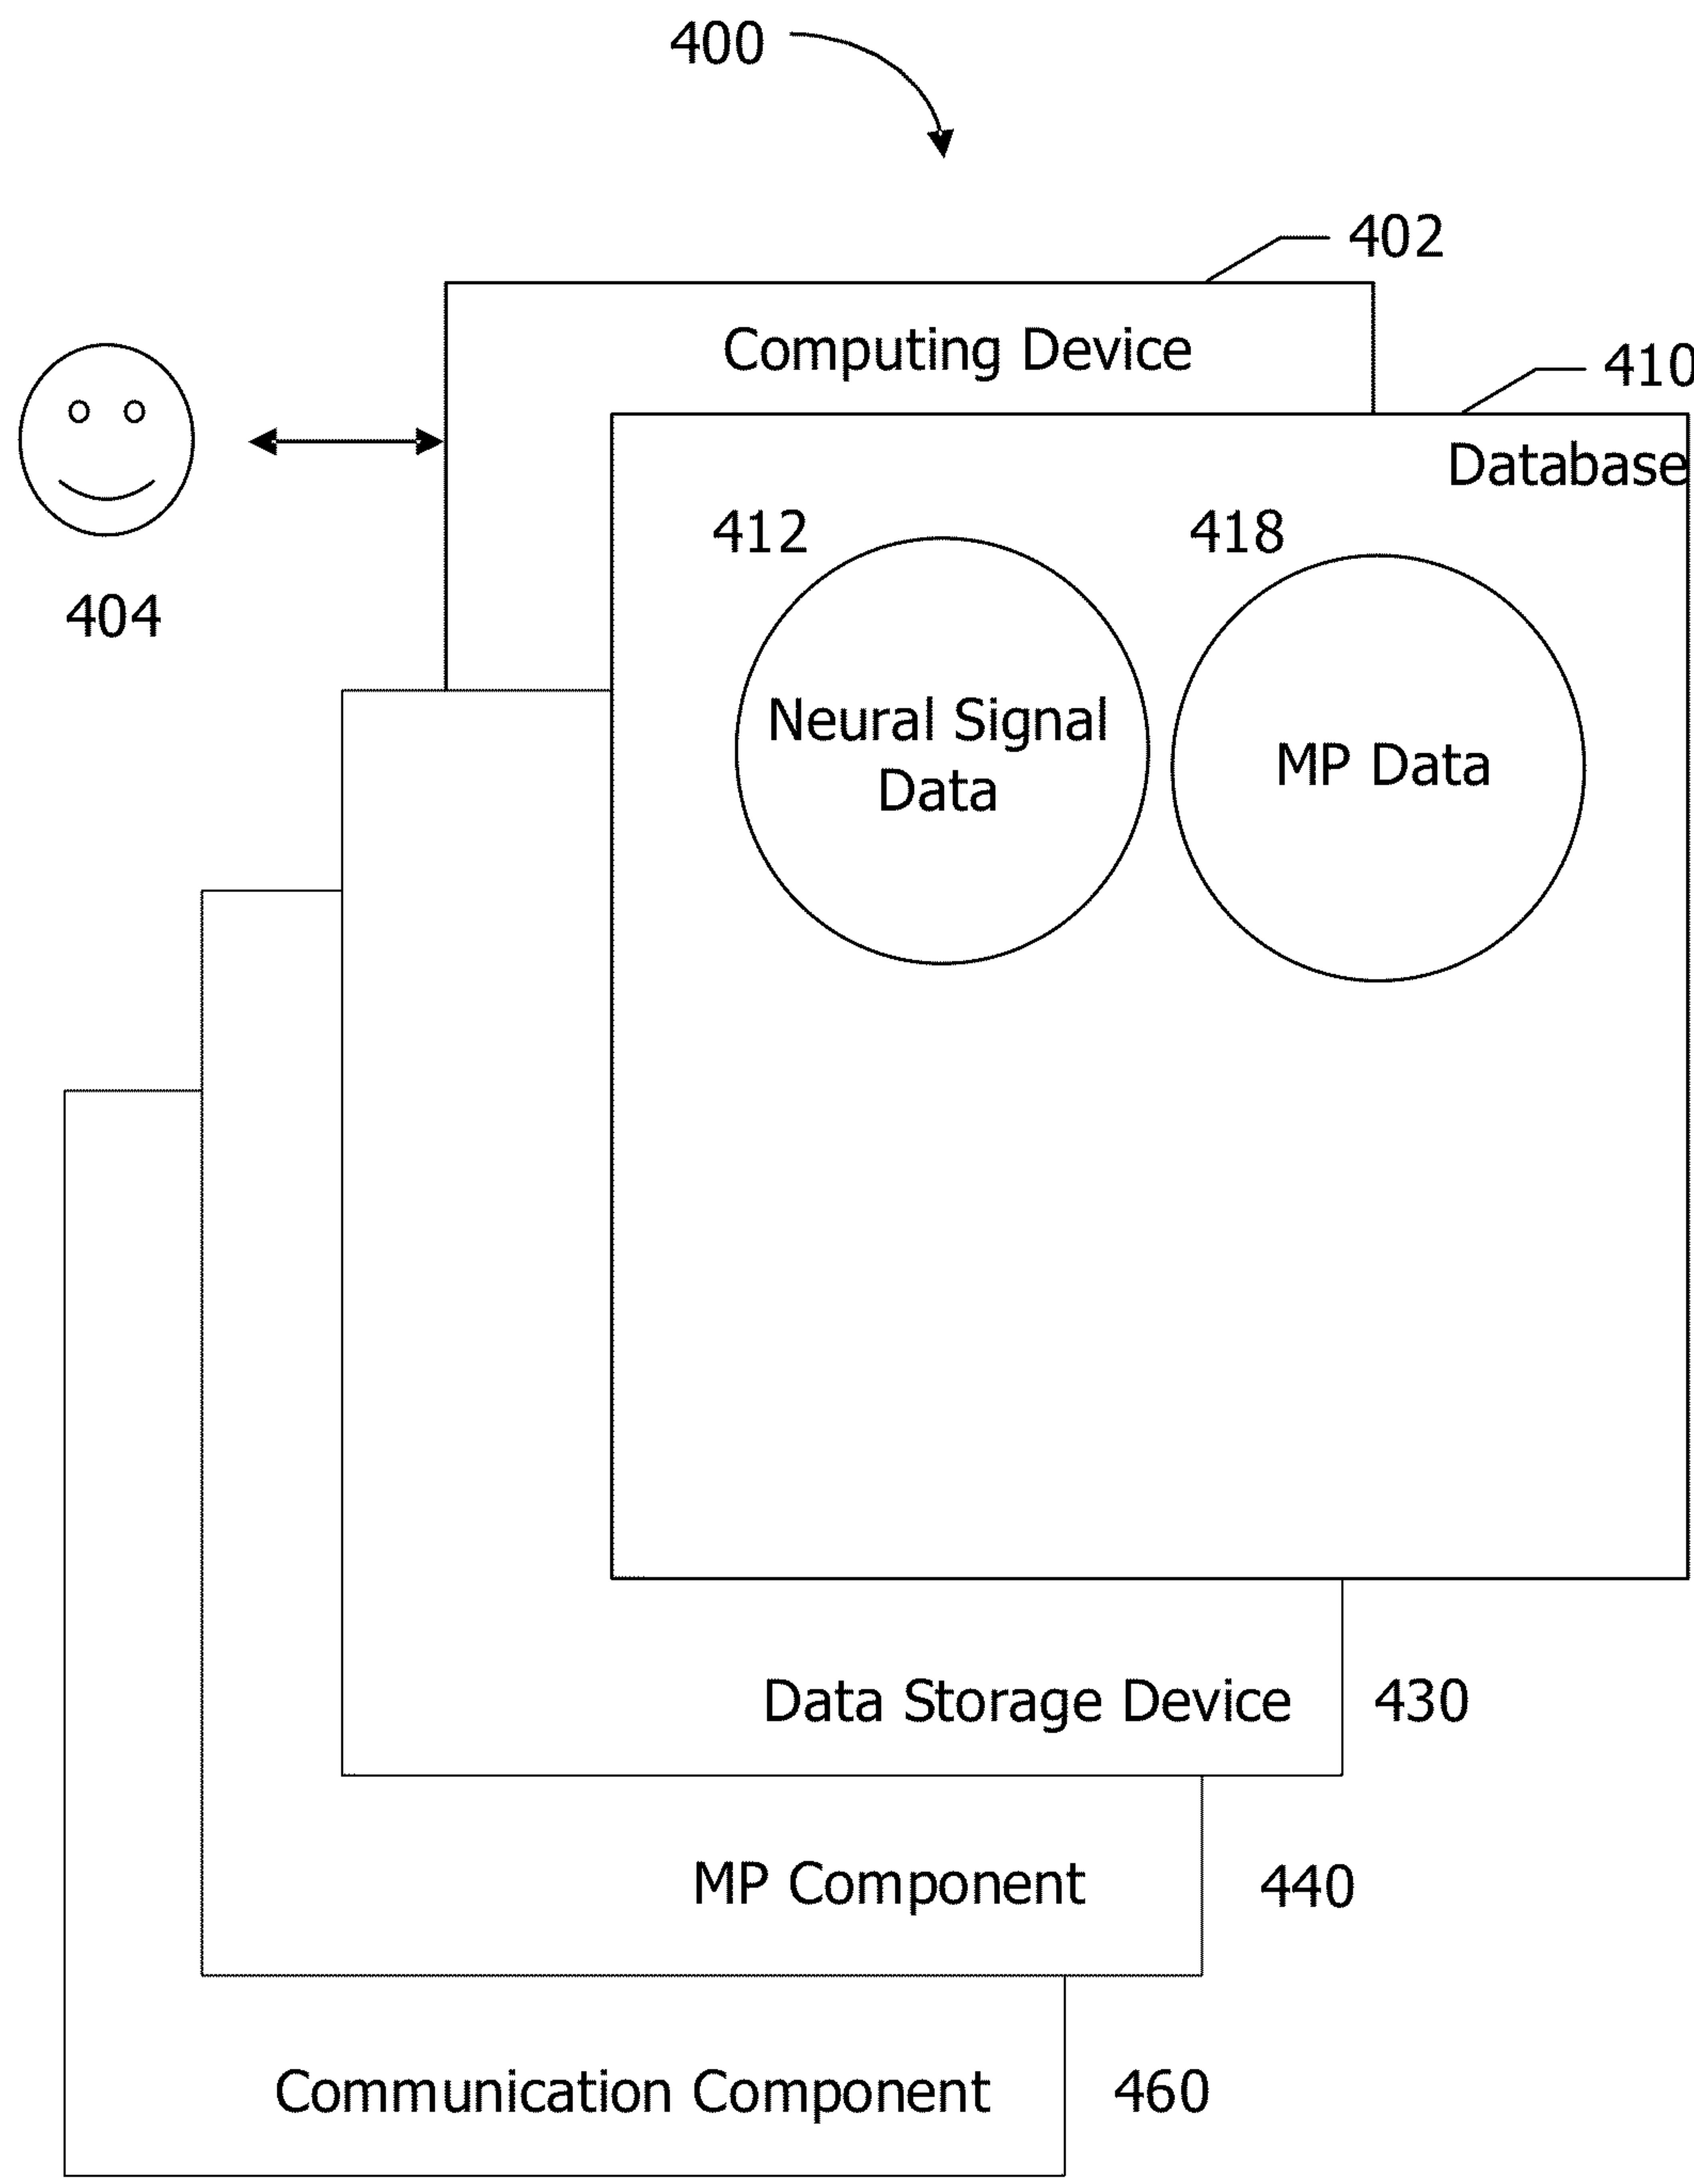 400
402
Computing Device
410
Database
412
418
404
Neural Signal
Data
MP Data
Data Storage Device
430
MP Component
440
Communication Component
460